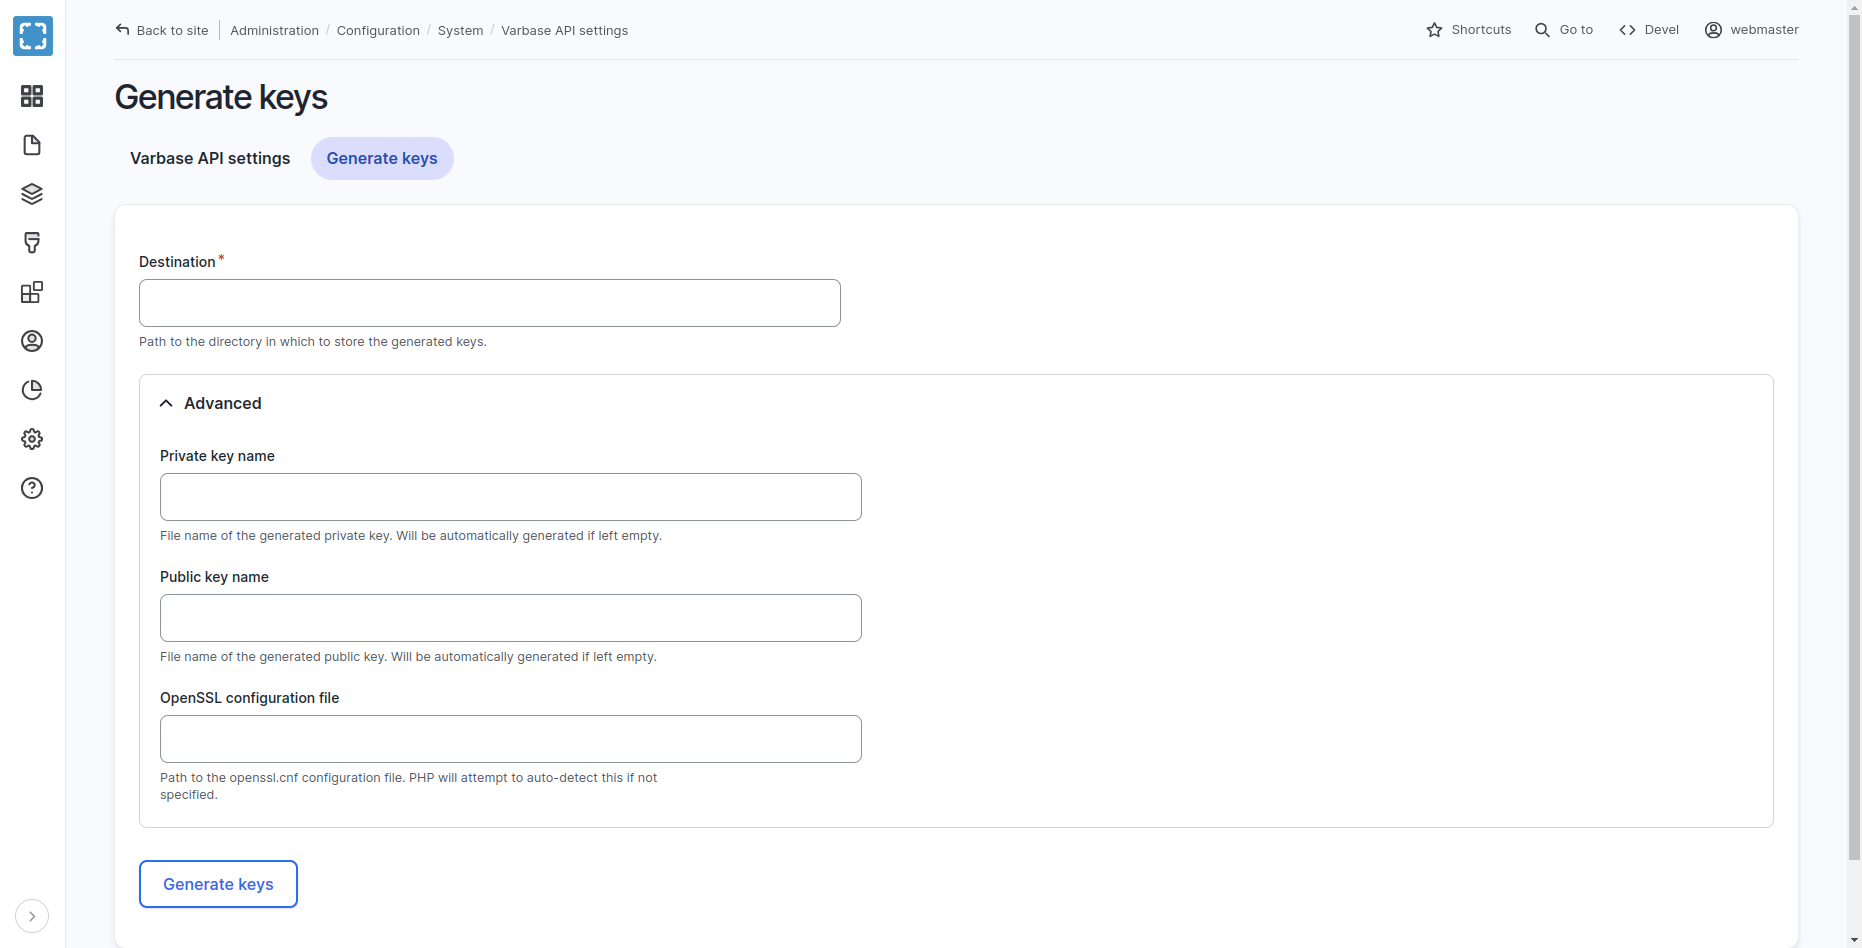 Back to site
Administration / Configuration / System / Varbase API settings
Shortcuts
Go to
Devel
webmaster
Generate keys
Varbase API settings
Generate keys
Destination *
Path to the directory in which to store the generated keys.
Advanced
Private key name
File name of the generated private key. Will be automatically generated if left empty.
Public key name
File name of the generated public key. Will be automatically generated if left empty.
OpenSSL configuration file
Path to the openssl.cnf configuration file. PHP will attempt to auto-detect this if not
specified.
Generate keys